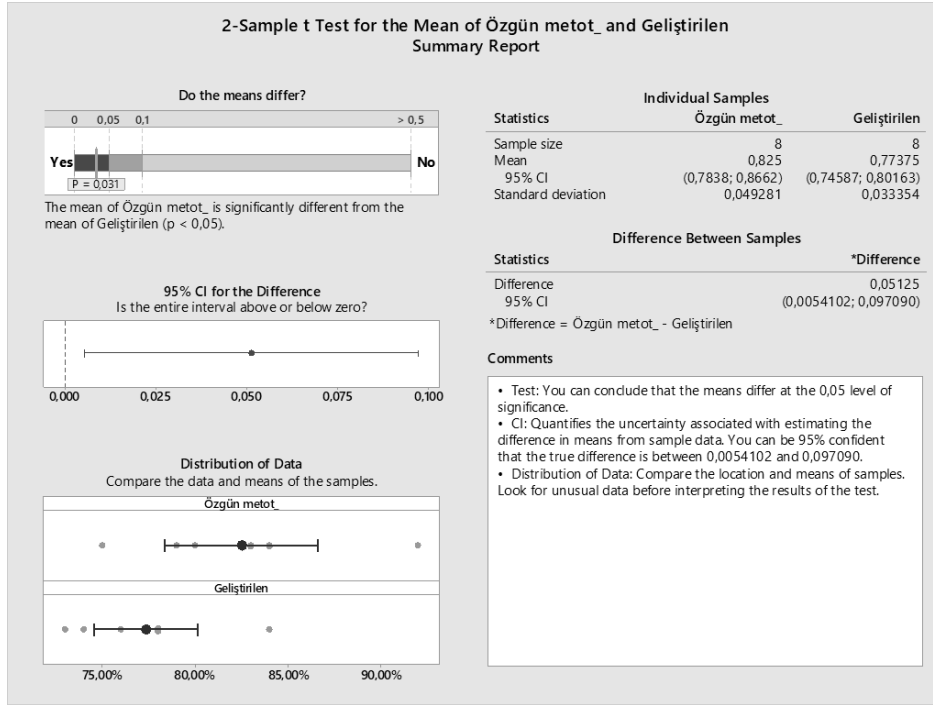 2-Sample t Test for the Mean of Özgün metot_ and Geliştirilen
Summary Report
Do the means differ?
0 0,05 0,1 > 0,5
Yes No
P = 0,031
The mean of Özgün metot_ is significantly different from the
mean of Geliştirilen (p < 0,05).
95% CI for the Difference
Is the entire interval above or below zero?
0,000 0,025 0,050 0,075 0,100
Distribution of Data
Compare the data and means of the samples.
Özgün metot_
Geliştirilen
75,00% 80,00% 85,00% 90,00%
Individual Samples
Statistics Özgün metot_ Geliştirilen
Sample size 8 8
Mean 0,825 0,77375
95% CI (0,7838; 0,8662) (0,74587; 0,80163)
Standard deviation 0,049281 0,033354
Difference Between Samples
Statistics *Difference
Difference 0,05125
95% CI (0,0054102; 0,097090)
*Difference = Özgün metot_ - Geliştirilen
Comments
• Test: You can conclude that the means differ at the 0,05 level of
significance.
• CI: Quantifies the uncertainty associated with estimating the
difference in means from sample data. You can be 95% confident
that the true difference is between 0,0054102 and 0,097090.
• Distribution of Data: Compare the location and means of samples.
Look for unusual data before interpreting the results of the test.